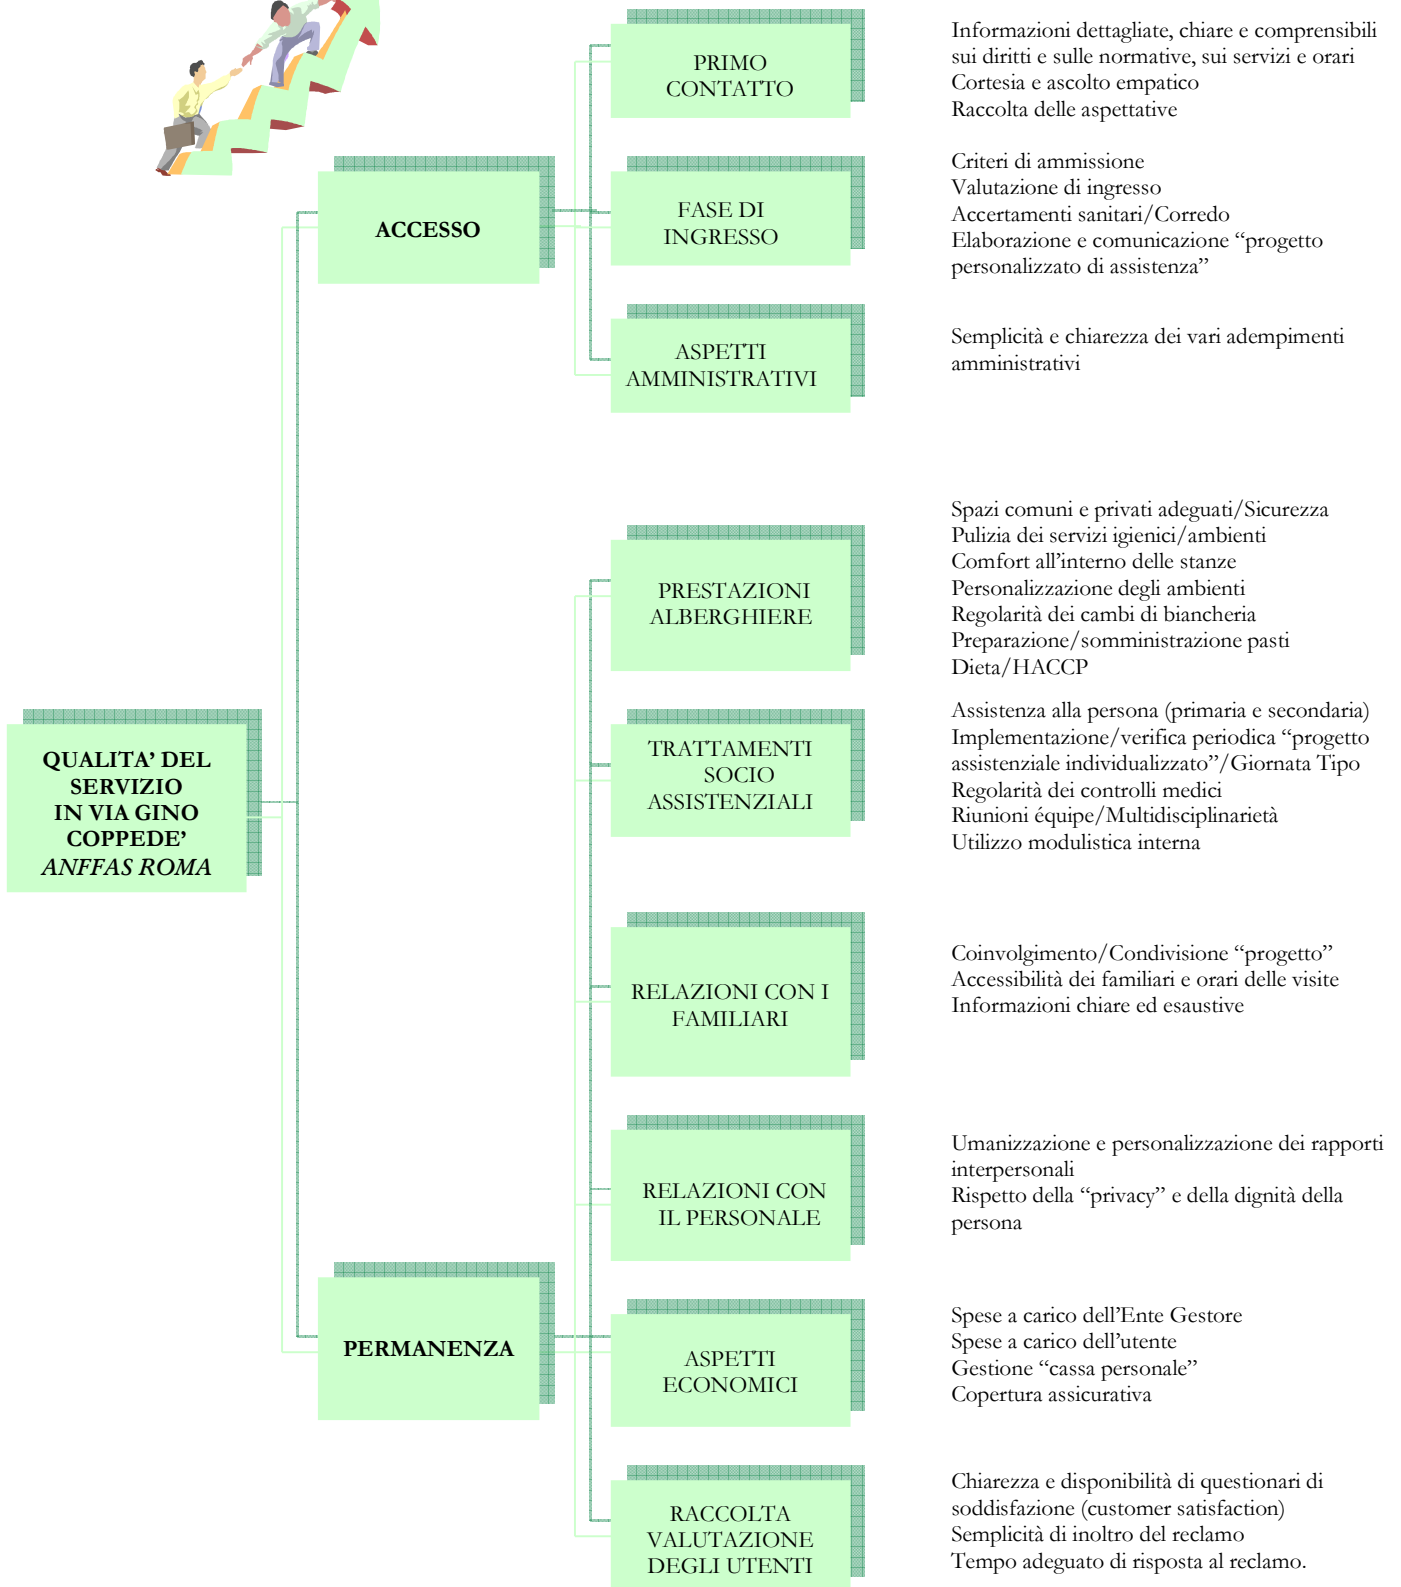 PRIMO
CONTATTO
Informazioni dettagliate, chiare e comprensibili
sui diritti e sulle normative, sui servizi e orari
Cortesia e ascolto empatico
Raccolta delle aspettative
ACCESSO
FASE DI
INGRESSO
Criteri di ammissione
Valutazione di ingresso
Accertamenti sanitari/Corredo
Elaborazione e comunicazione “progetto
personalizzato di assistenza”
ASPETTI
AMMINISTRATIVI
Semplicità e chiarezza dei vari adempimenti
amministrativi
PRESTAZIONI
ALBERGHIERE
Spazi comuni e privati adeguati/Sicurezza
Pulizia dei servizi igienici/ambienti
Comfort all’interno delle stanze
Personalizzazione degli ambienti
Regolarità dei cambi di biancheria
Preparazione/somministrazione pasti
Dieta/HACCP
QUALITA’ DEL
SERVIZIO
IN VIA GINO
COPPEDE’
ANFFAS ROMA
TRATTAMENTI
SOCIO
ASSISTENZIALI
Assistenza alla persona (primaria e secondaria)
Implementazione/verifica periodica “progetto
assistenziale individualizzato”/Giornata Tipo
Regolarità dei controlli medici
Riunioni équipe/Multidisciplinarietà
Utilizzo modulistica interna
RELAZIONI CON I
FAMILIARI
Coinvolgimento/Condivisione “progetto”
Accessibilità dei familiari e orari delle visite
Informazioni chiare ed esaustive
RELAZIONI CON
IL PERSONALE
Umanizzazione e personalizzazione dei rapporti
interpersonali
Rispetto della “privacy” e della dignità della
persona
PERMANENZA
ASPETTI
ECONOMICI
Spese a carico dell’Ente Gestore
Spese a carico dell’utente
Gestione “cassa personale”
Copertura assicurativa
RACCOLTA
VALUTAZIONE
DEGLI UTENTI
Chiarezza e disponibilità di questionari di
soddisfazione (customer satisfaction)
Semplicità di inoltro del reclamo
Tempo adeguato di risposta al reclamo.